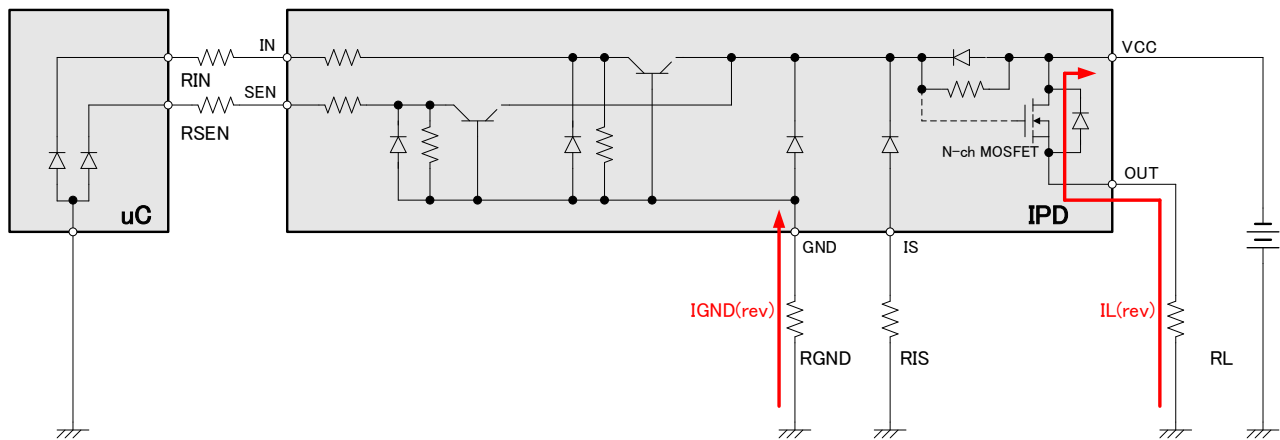 IN
VCC
RIN
SEN
RSEN
N-ch MOSFET
OUT
uC
IPD
GND
IS
IGND(rev)
IL(rev)
RGND
RIS
RL